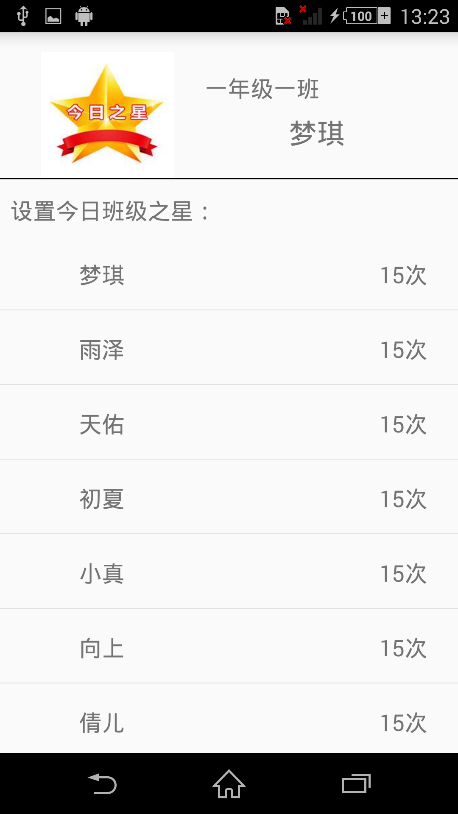 100
13:23
今日之星
一年级一班
梦琪
设置今日班级之星：
梦琪 15次
雨泽 15次
天佑 15次
初夏 15次
小真 15次
向上 15次
倩儿 15次